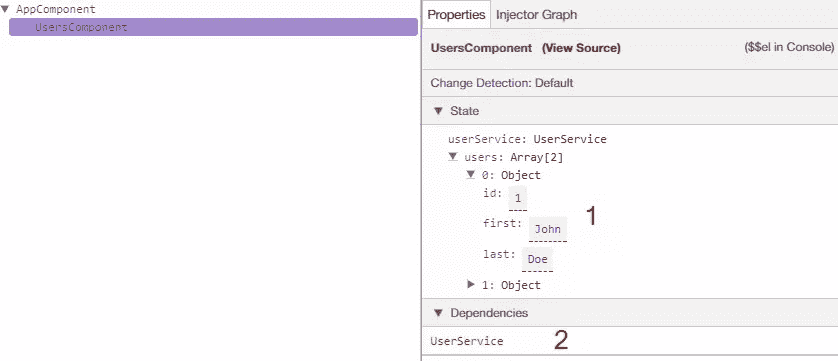 AppComponent
UsersComponent
Properties Injector Graph
UsersComponent (View Source) ($$el in Console)
Change Detection: Default
State
userService: UserService
users: Array[2]
0: Object
id: 1
first: John
1
last: Doe
1: Object
Dependencies
UserService 2